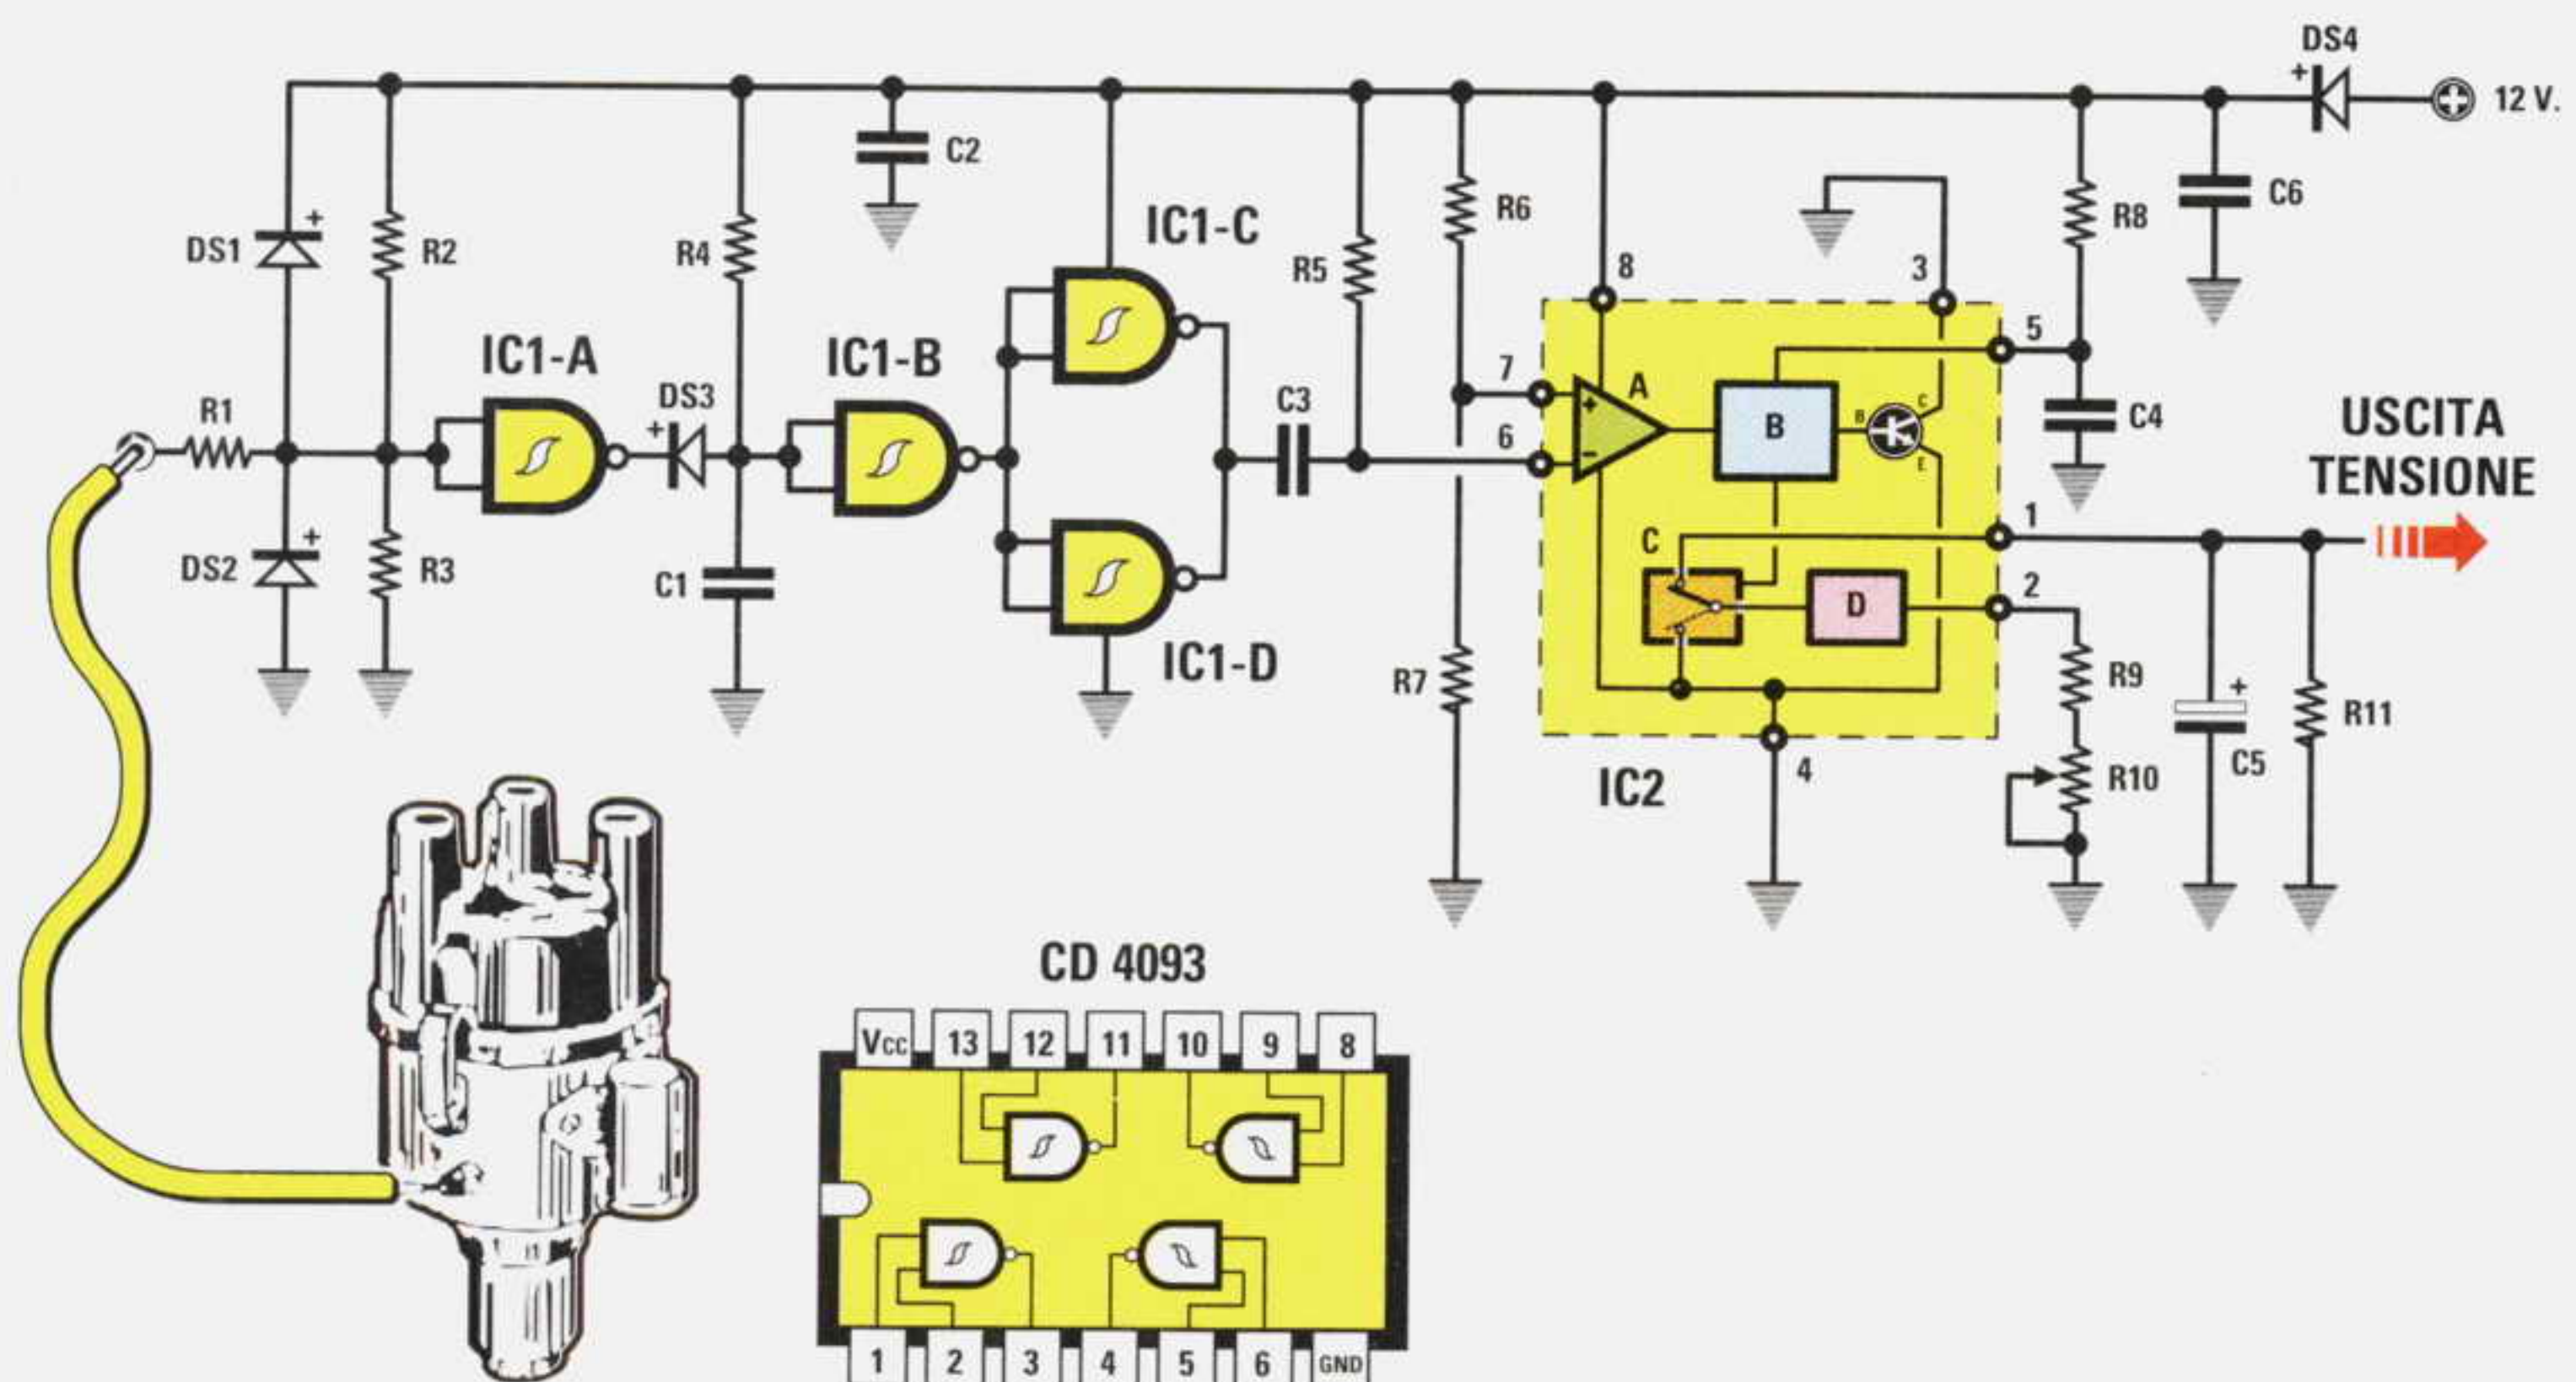 DS4
+
12 V.
C2
C6
R6
IC1-C
R8
+
DS1
R2
R4
R5
8
3
5
IC1-A
IC1-B
7
A
C
B
B
E
DS3
+
C3
C4
R1
6
+
-
USCITA
TENSIONE
1
C
+
DS2
R3
C1
2
D
IC1-D
R7
R9
+
R11
4
R10
C5
IC2
CD 4093
Vcc 13 12 11 10 9 8
1 2 3 4 5 6 GND